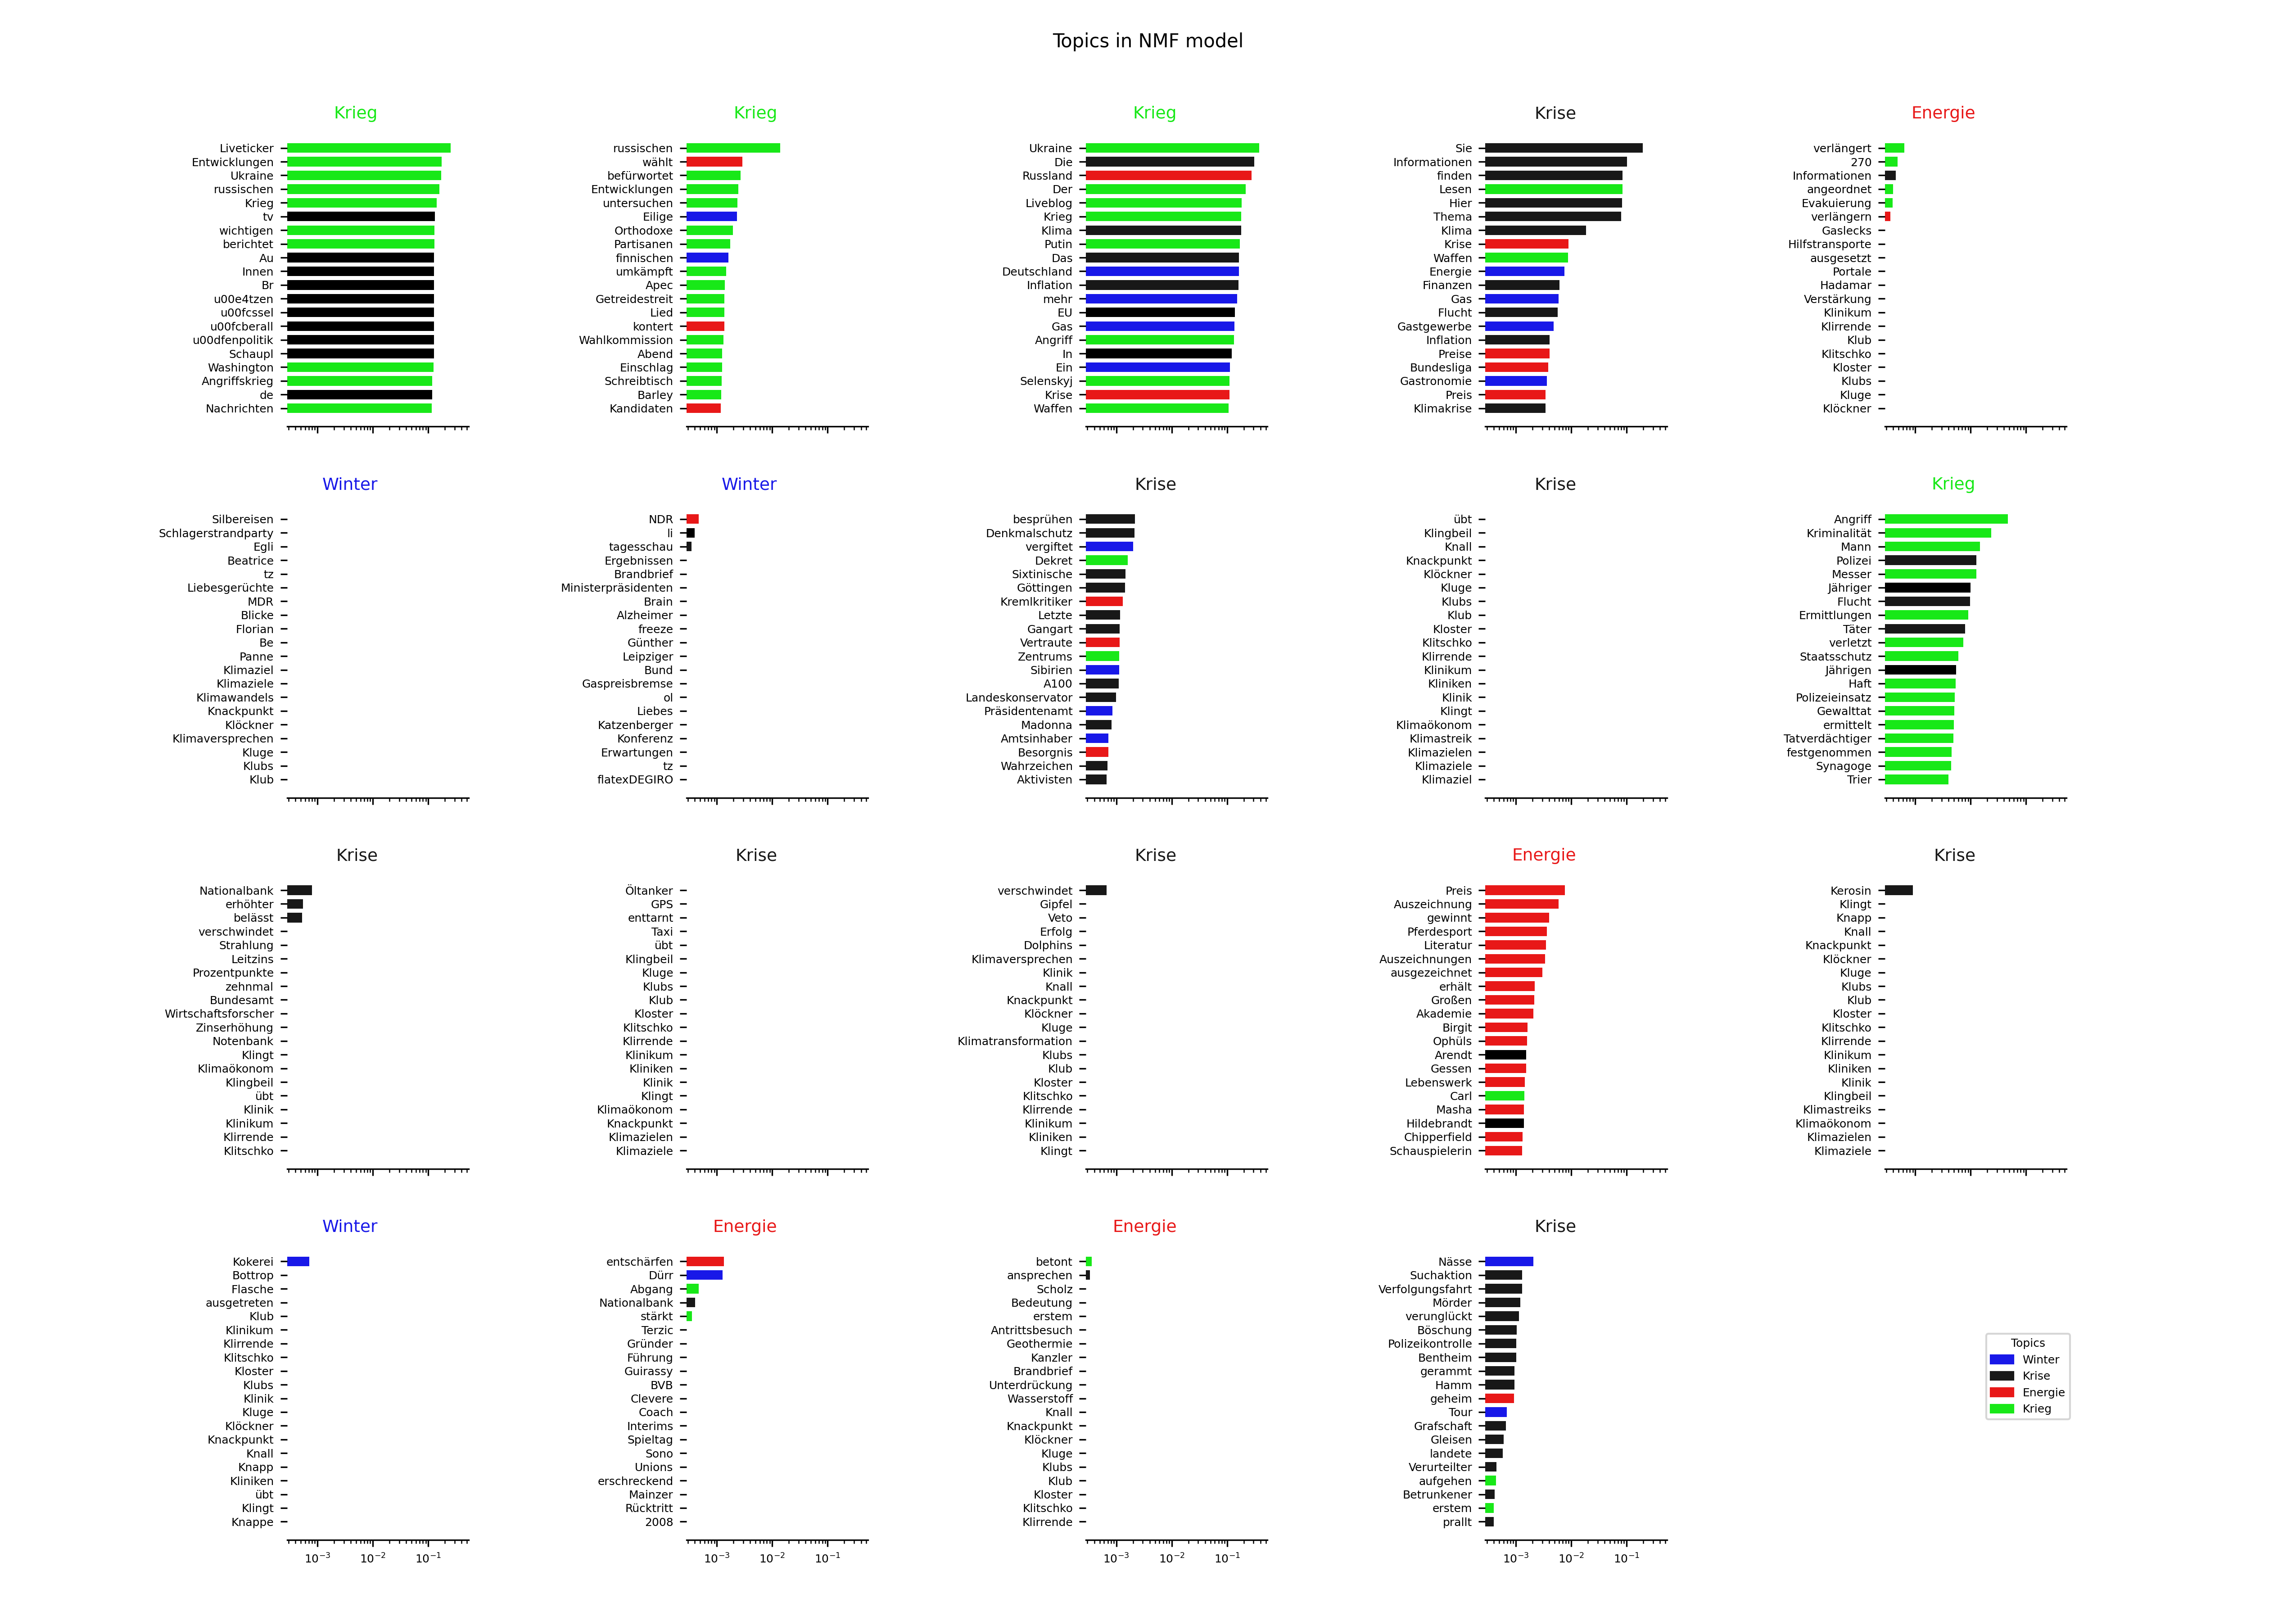 Topics in NMF model
Krieg
Liveticker
Entwicklungen
Ukraine
russischen
Krieg
tv
wichtigen
berichtet
Au
Innen
Br
u00e4tzen
u00fcssel
u00fcberall
u00dfenpolitik
Schaupl
Washington
Angriffskrieg
de
Nachrichten
Krieg
russischen
wählt
befürwortet
Entwicklungen
untersuchen
Eilige
Orthodoxe
Partisanen
finnischen
umkämpft
Apec
Getreidestreit
Lied
kontert
Wahlkommission
Abend
Einschlag
Schreibtisch
Barley
Kandidaten
Krieg
Ukraine
Die
Russland
Der
Liveblog
Krieg
Klima
Putin
Das
Deutschland
Inflation
mehr
EU
Gas
Angriff
In
Ein
Selenskyj
Krise
Waffen
Krise
Sie
Informationen
finden
Lesen
Hier
Thema
Klima
Krise
Waffen
Energie
Finanzen
Gas
Flucht
Gastgewerbe
Inflation
Preise
Bundesliga
Gastronomie
Preis
Klimakrise
Energie
verlängert
270
Informationen
angeordnet
Evakuierung
verlängern
Gaslecks
Hilfstransporte
ausgesetzt
Portale
Hadamar
Verstärkung
Klinikum
Klirrende
Klub
Klitschko
Kloster
Klubs
Kluge
Klöckner
Winter
Silbereisen
Schlagerstrandparty
Egli
Beatrice
tz
Liebesgerüchte
MDR
Blicke
Florian
Be
Panne
Klimaziel
Klimaziele
Klimawandels
Knackpunkt
Klöckner
Klimaversprechen
Kluge
Klubs
Klub
Winter
NDR
li
tagesschau
Ergebnissen
Brandbrief
Ministerpräsidenten
Brain
Alzheimer
freeze
Günther
Leipziger
Bund
Gaspreisbremse
ol
Liebes
Katzenberger
Konferenz
Erwartungen
tz
flatexDEGIRO
Krise
besprühen
Denkmalschutz
vergiftet
Dekret
Sixtinische
Göttingen
Kremlkritiker
Letzte
Gangart
Vertraute
Zentrums
Sibirien
A100
Landeskonservator
Präsidentenamt
Madonna
Amtsinhaber
Besorgnis
Wahrzeichen
Aktivisten
Krise
übt
Klingbeil
Knall
Knackpunkt
Klöckner
Kluge
Klubs
Klub
Kloster
Klitschko
Klirrende
Klinikum
Kliniken
Klinik
Klingt
Klimaökonom
Klimastreik
Klimazielen
Klimaziele
Klimaziel
Krieg
Angriff
Kriminalität
Mann
Polizei
Messer
Jähriger
Flucht
Ermittlungen
Täter
verletzt
Staatsschutz
Jährigen
Haft
Polizeieinsatz
Gewalttat
ermittelt
Tatverdächtiger
festgenommen
Synagoge
Trier
Krise
Nationalbank
erhöhter
belässt
verschwindet
Strahlung
Leitzins
Prozentpunkte
zehnmal
Bundesamt
Wirtschaftsforscher
Zinserhöhung
Notenbank
Klingt
Klimaökonom
Klingbeil
übt
Klinik
Klinikum
Klirrende
Klitschko
Krise
Öltanker
GPS
enttarnt
Taxi
übt
Klingbeil
Kluge
Klubs
Klub
Kloster
Klitschko
Klirrende
Klinikum
Kliniken
Klinik
Klingt
Klimaökonom
Knackpunkt
Klimazielen
Klimaziele
Krise
verschwindet
Gipfel
Veto
Erfolg
Dolphins
Klimaversprechen
Klinik
Knall
Knackpunkt
Klöckner
Kluge
Klimatransformation
Klubs
Klub
Kloster
Klitschko
Klirrende
Klinikum
Kliniken
Klingt
Energie
Preis
Auszeichnung
gewinnt
Pferdesport
Literatur
Auszeichnungen
ausgezeichnet
erhält
Großen
Akademie
Birgit
Ophüls
Arendt
Gessen
Lebenswerk
Carl
Masha
Hildebrandt
Chipperfield
Schauspielerin
Krise
Kerosin
Klingt
Knapp
Knall
Knackpunkt
Klöckner
Kluge
Klubs
Klub
Kloster
Klitschko
Klirrende
Klinikum
Kliniken
Klinik
Klingbeil
Klimastreiks
Klimaökonom
Klimazielen
Klimaziele
Winter
Kokerei
Bottrop
Flasche
ausgetreten
Klub
Klinikum
Klirrende
Klitschko
Kloster
Klubs
Klinik
Kluge
Klöckner
Knackpunkt
Knall
Knapp
Kliniken
übt
Klingt
Knappe
10⁻³ 10⁻² 10⁻¹
Energie
entschärfen
Dürr
Abgang
Nationalbank
stärkt
Terzic
Gründer
Führung
Guirassy
BVB
Clevere
Coach
Interims
Spieltag
Sono
Unions
erschreckend
Mainzer
Rücktritt
2008
10⁻³ 10⁻² 10⁻¹
Energie
betont
ansprechen
Scholz
Bedeutung
erstem
Antrittsbesuch
Geothermie
Kanzler
Brandbrief
Unterdrückung
Wasserstoff
Knall
Knackpunkt
Klöckner
Kluge
Klubs
Klub
Kloster
Klitschko
Klirrende
10⁻³ 10⁻² 10⁻¹
Krise
Nässe
Suchaktion
Verfolgungsfahrt
Mörder
verunglückt
Böschung
Polizeikontrolle
Bentheim
gerammt
Hamm
geheim
Tour
Grafschaft
Gleisen
landete
Verurteilter
aufgehen
Betrunkener
erstem
prallt
10⁻³ 10⁻² 10⁻¹
Topics
Winter
Krise
Energie
Krieg